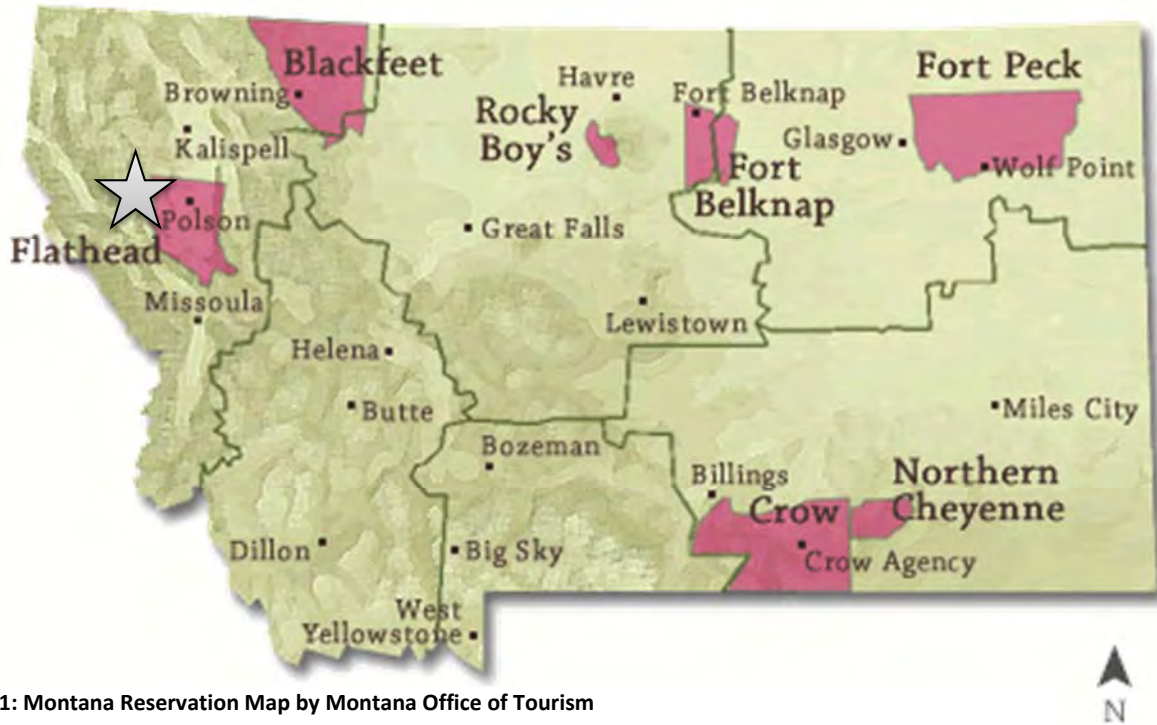 Blackfeet
Browning
Kalispell
Polson
Flathead
Missoula
Havre
Rocky
Boy's
Fort Belknap
Fort
Belknap
Fort Peck
Glasgow
Wolf Point
Great Falls
Lewistown
Helena
Butte
Bozeman
Miles City
Billings
Crow
Crow Agency
Northern
Cheyenne
Dillon
Big Sky
West
Yellowstone
N
1: Montana Reservation Map by Montana Office of Tourism